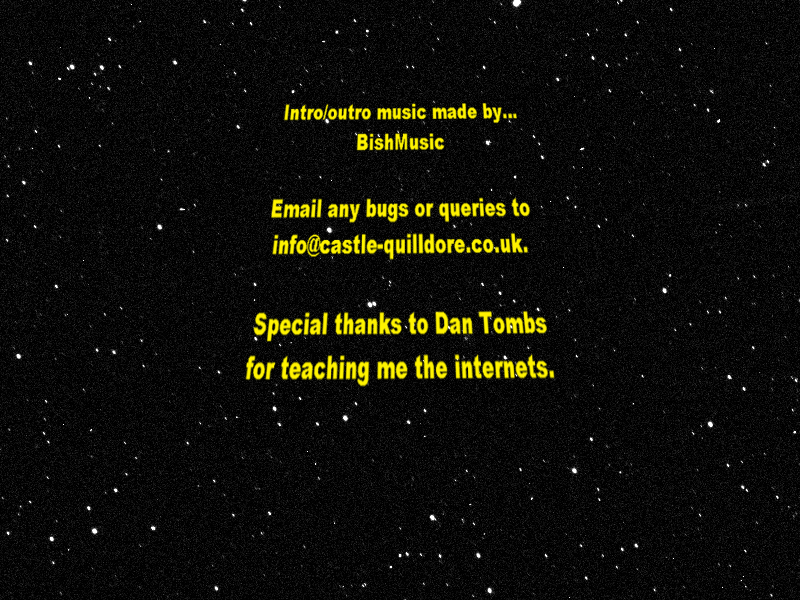 Intro/outro music made by...
BishMusic
Email any bugs or queries to
info@castle-quilldore.co.uk.
Special thanks to Dan Tombs
for teaching me the internets.